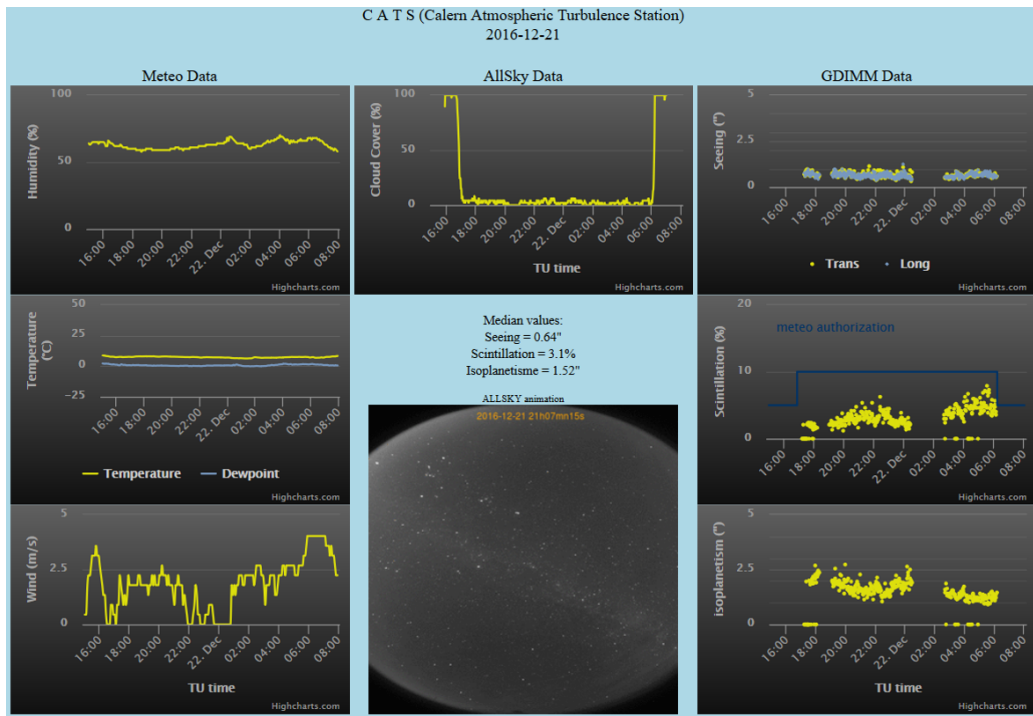 C A T S (Calern Atmospheric Turbulence Station)
2016-12-21
Meteo Data
100
50
0
Humidity (%)
16:00
18:00
20:00
22:00
22. Dec
02:00
04:00
06:00
08:00
Highcharts.com
50
25
0
−25
Temperature
(°C)
16:00
18:00
20:00
22:00
22. Dec
02:00
04:00
06:00
08:00
Temperature
Dewpoint
Highcharts.com
5
2.5
0
Wind (m/s)
16:00
18:00
20:00
22:00
22. Dec
02:00
04:00
06:00
08:00
TU time
Highcharts.com
AllSky Data
100
50
0
Cloud Cover (%)
16:00
18:00
20:00
22:00
22. Dec
02:00
04:00
06:00
08:00
TU time
Highcharts.com
Median values:
Seeing = 0.64"
Scintillation = 3.1%
Isoplanetisme = 1.52"
ALLSKY animation
2016-12-21 21h07mn15s
GDIMM Data
5
2.5
0
Seeing (")
16:00
18:00
20:00
22:00
22. Dec
02:00
04:00
06:00
08:00
Trans
Long
Highcharts.com
20
10
0
Scintillation (%)
meteo authorization
16:00
18:00
20:00
22:00
22. Dec
02:00
04:00
06:00
08:00
Highcharts.com
5
2.5
0
isoplanetism (")
16:00
18:00
20:00
22:00
22. Dec
02:00
04:00
06:00
08:00
TU time
Highcharts.com